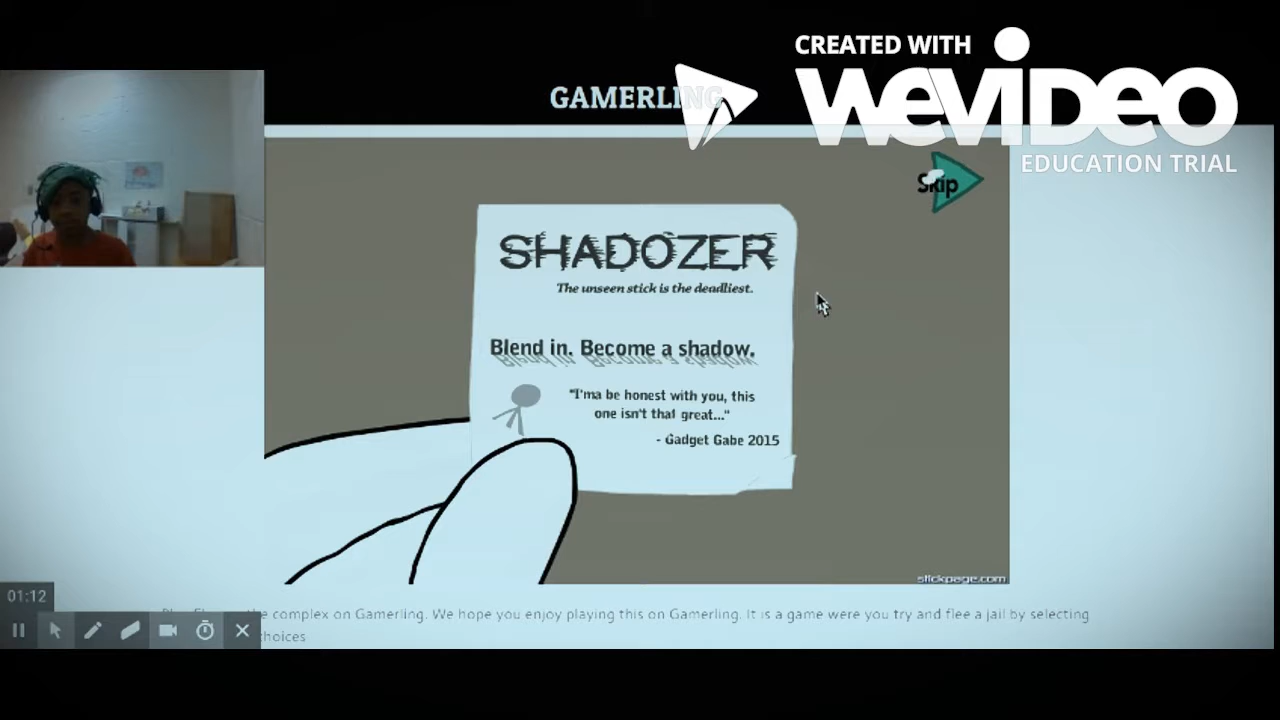 CREATED WITH
WEVIDEO
EDUCATION TRIAL
GAMERLING
Skip
SHADOZER
The unseen stick is the deadliest.
Blend in. Become a shadow.
"I'ma be honest with you, this
one isn't that great..."
- Gadget Gabe 2015
stickpage.com
01:12
complex on Gamerling. We hope you enjoy playing this on Gamerling. It is a game were you try and flee a jail by selecting
choices